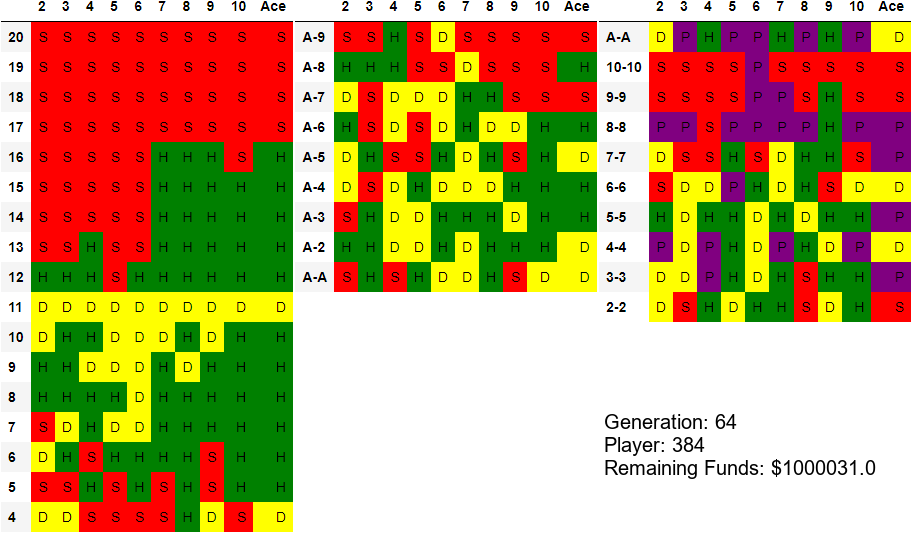 2 3 4 5 6 7 8 9 10 Ace
20 S S S S S S S S S S
19 S S S S S S S S S S
18 S S S S S S S S S S
17 S S S S S S S S S S
16 S S S S S H H H S H
15 S S S S S H H H H H
14 S S S S S H H H H H
13 S S H S S H H H H H
12 H H H S H H H H H H
11 D D D D D D D D D D
10 D H H D D D H D H H
9 H H D D D H D H H H
8 H H H H D H H H H H
7 S D H D D H H H H H
6 D H S H H H H S H H
5 S S H S H S H S H H
4 D D S S S S H D S D
2 3 4 5 6 7 8 9 10 Ace
A-9 S S H S D S S S S S
A-8 H H H S S D S S S H
A-7 D S D D D H H S S S
A-6 H S D S D H D D H H
A-5 D H S S H D H S H D
A-4 D S D H D D D H H H
A-3 S H D D H H H D H H
A-2 H H D D H D H H H D
A-A S H S H D D H S D D
2 3 4 5 6 7 8 9 10 Ace
A-A D P H P P H P H P D
10-10 S S S S P S S S S S
9-9 S S S S P P S H S S
8-8 P P S P P P P H P P
7-7 D S S H S D H H S P
6-6 S D D P H D H S D D
5-5 H D H H D H D H H P
4-4 P D P H D P H D P D
3-3 D D P H D H S H H P
2-2 D S H D H H S D H S
Generation: 64
Player: 384
Remaining Funds: $1000031.0